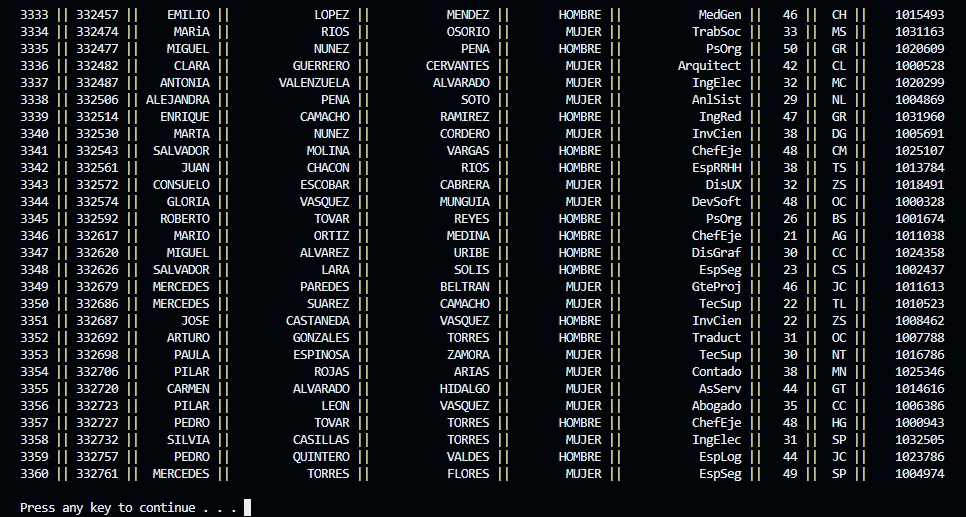 3333 || 332457 || EMILIO || LOPEZ || MENDEZ || HOMBRE || MedGen || 46 || CH || 1015493
3334 || 332474 || MARiA || RIOS || OSORIO || MUJER || TrabSoc || 33 || MS || 1031163
3335 || 332477 || MIGUEL || NUNEZ || PENA || HOMBRE || PsOrg || 50 || GR || 1020609
3336 || 332482 || CLARA || GUERRERO || CERVANTES || MUJER || Arquitect || 42 || CL || 1000528
3337 || 332487 || ANTONIA || VALENZUELA || ALVARADO || MUJER || IngElec || 32 || MC || 1020299
3338 || 332506 || ALEJANDRA || PENA || SOTO || MUJER || AnlSist || 29 || NL || 1004869
3339 || 332514 || ENRIQUE || CAMACHO || RAMIREZ || HOMBRE || IngRed || 47 || GR || 1031960
3340 || 332530 || MARTA || NUNEZ || CORDERO || MUJER || InvCien || 38 || DG || 1005691
3341 || 332543 || SALVADOR || MOLINA || VARGAS || HOMBRE || ChefEje || 48 || CM || 1025107
3342 || 332561 || JUAN || CHACON || RIOS || HOMBRE || EspRRHH || 38 || TS || 1013784
3343 || 332572 || CONSUELO || ESCOBAR || CABRERA || MUJER || DisUX || 32 || ZS || 1018491
3344 || 332574 || GLORIA || VASQUEZ || MUNGUIA || MUJER || DevSoft || 48 || OC || 1000328
3345 || 332592 || ROBERTO || TOVAR || REYES || HOMBRE || PsOrg || 26 || BS || 1001674
3346 || 332617 || MARIO || ORTIZ || MEDINA || HOMBRE || ChefEje || 21 || AG || 1011038
3347 || 332620 || MIGUEL || ALVAREZ || URIBE || HOMBRE || DisGraf || 30 || CC || 1024358
3348 || 332626 || SALVADOR || LARA || SOLIS || HOMBRE || EspSeg || 23 || CS || 1002437
3349 || 332679 || MERCEDES || PAREDES || BELTRAN || MUJER || GteProj || 46 || JC || 1011613
3350 || 332686 || MERCEDES || SUAREZ || CAMACHO || MUJER || TecSup || 22 || TL || 1010523
3351 || 332687 || JOSE || CASTANEDA || VASQUEZ || HOMBRE || InvCien || 22 || ZS || 1008462
3352 || 332692 || ARTURO || GONZALES || TORRES || HOMBRE || Traduct || 31 || OC || 1007788
3353 || 332698 || PAULA || ESPINOSA || ZAMORA || MUJER || TecSup || 30 || NT || 1016786
3354 || 332706 || PILAR || ROJAS || ARIAS || MUJER || Contado || 38 || MN || 1025346
3355 || 332720 || CARMEN || ALVARADO || HIDALGO || MUJER || AsServ || 44 || GT || 1014616
3356 || 332723 || PILAR || LEON || VASQUEZ || MUJER || Abogado || 35 || CC || 1006386
3357 || 332727 || PEDRO || TOVAR || TORRES || HOMBRE || ChefEje || 48 || HG || 1000943
3358 || 332732 || SILVIA || CASILLAS || TORRES || MUJER || IngElec || 31 || SP || 1032505
3359 || 332757 || PEDRO || QUINTERO || VALDES || HOMBRE || EspLog || 44 || JC || 1023786
3360 || 332761 || MERCEDES || TORRES || FLORES || MUJER || EspSeg || 49 || SP || 1004974
Press any key to continue . . .